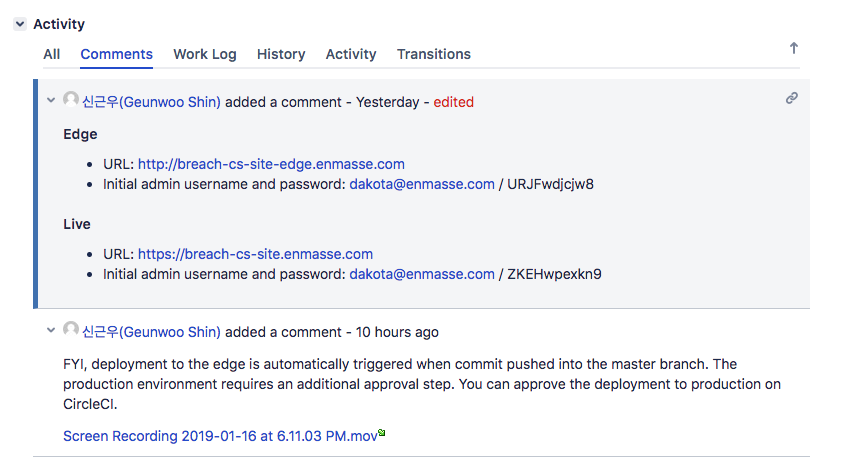 Activity
All Comments Work Log History Activity Transitions
신근우(Geunwoo Shin) added a comment - Yesterday - edited
Edge
URL: http://breach-cs-site-edge.enmasse.com
Initial admin username and password: dakota@enmasse.com / URJFwdjcjw8
Live
URL: https://breach-cs-site.enmasse.com
Initial admin username and password: dakota@enmasse.com / ZKEHwpexkn9
신근우(Geunwoo Shin) added a comment - 10 hours ago
FYI, deployment to the edge is automatically triggered when commit pushed into the master branch. The
production environment requires an additional approval step. You can approve the deployment to production on
CircleCI.
Screen Recording 2019-01-16 at 6.11.03 PM.mov